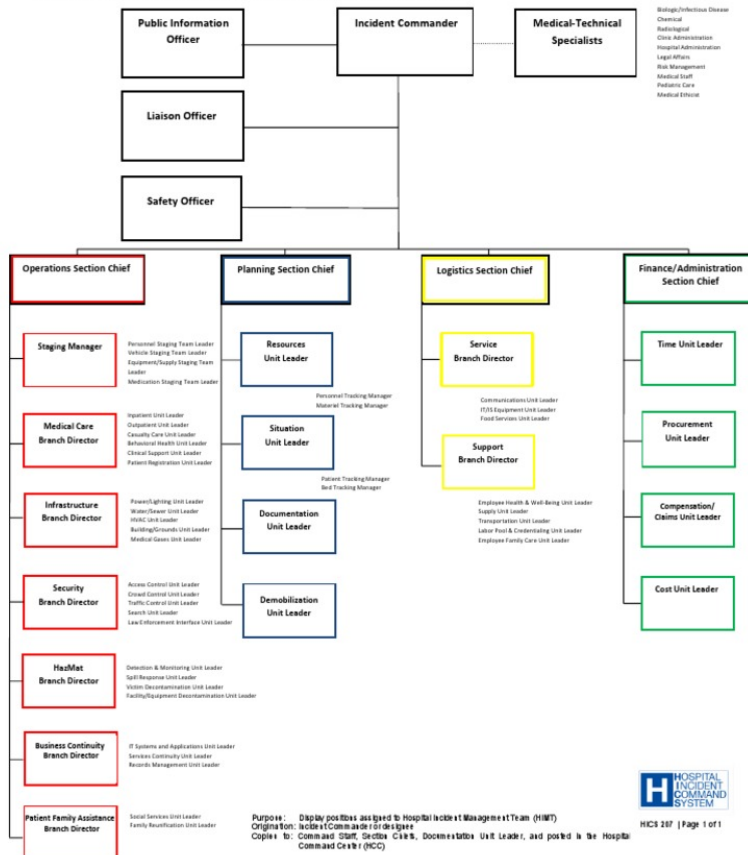 Public Information
Officer
Incident Commander
Medical-Technical
Specialists
Biologic/Infectious Disease
Chemical
Radiological
Clinic Administration
Hospital Administration
Legal Affairs
Risk Management
Medical Staff
Pediatric Care
Medical Ethicist
Liaison Officer
Safety Officer
Operations Section Chief
Planning Section Chief
Logistics Section Chief
Finance/Administration
Section Chief
Staging Manager
Personnel Staging Team Leader
Vehicle Staging Team Leader
Equipment/Supply Staging Team
Leader
Medication Staging Team Leader
Medical Care
Branch Director
Inpatient Unit Leader
Outpatient Unit Leader
Casualty Care Unit Leader
Behavioral Health Unit Leader
Clinical Support Unit Leader
Patient Registration Unit Leader
Infrastructure
Branch Director
Power/Lighting Unit Leader
Water/Sewer Unit Leader
HVAC Unit Leader
Building/Grounds Unit Leader
Medical Gases Unit Leader
Security
Branch Director
Access Control Unit Leader
Crowd Control Unit Leader
Traffic Control Unit Leader
Search Unit Leader
Law Enforcement Interface Unit Leader
HazMat
Branch Director
Detection & Monitoring Unit Leader
Spill Response Unit Leader
Victim Decontamination Unit Leader
Facility/Equipment Decontamination Unit Leader
Business Continuity
Branch Director
IT Systems and Applications Unit Leader
Services Continuity Unit Leader
Records Management Unit Leader
Patient Family Assistance
Branch Director
Social Services Unit Leader
Family Reunification Unit Leader
Resources
Unit Leader
Personnel Tracking Manager
Materiel Tracking Manager
Situation
Unit Leader
Patient Tracking Manager
Bed Tracking Manager
Documentation
Unit Leader
Demobilization
Unit Leader
Service
Branch Director
Communications Unit Leader
IT/IS Equipment Unit Leader
Food Services Unit Leader
Support
Branch Director
Employee Health & Well-Being Unit Leader
Supply Unit Leader
Transportation Unit Leader
Labor Pool & Credentialing Unit Leader
Employee Family Care Unit Leader
Time Unit Leader
Procurement
Unit Leader
Compensation/
Claims Unit Leader
Cost Unit Leader
Purpose: Display positions assigned to Hospital Incident Management Team (HIMT)
Origination: Incident Commander or designee
Copies to: Command Staff, Section Chiefs, Documentation Unit Leader, and posted in the Hospital
Command Center (HCC)
H
HOSPITAL
INCIDENT
COMMAND
SYSTEM
HICS 207 | Page 1 of 1